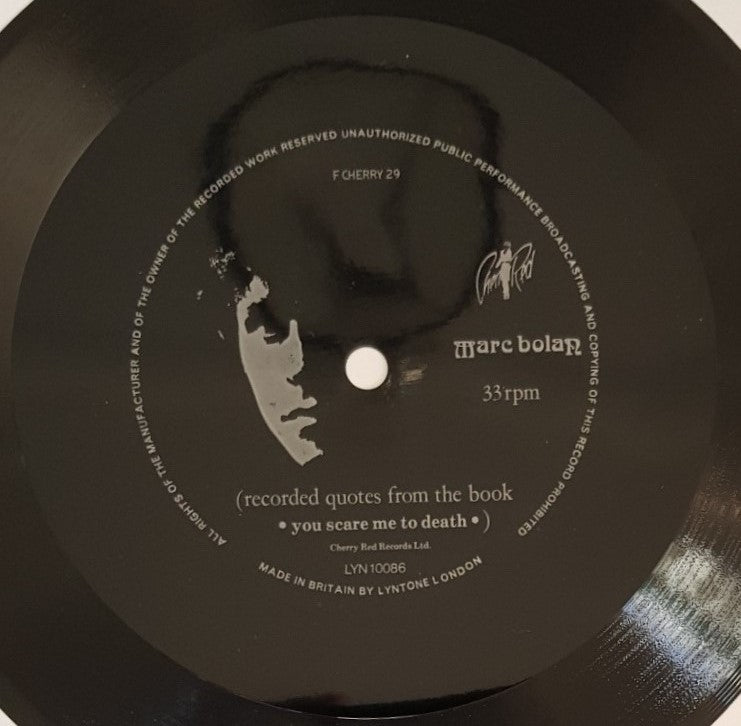 ALL RIGHTS OF THE MANUFACTURER AND OF THE OWNER OF THE RECORDED WORK RESERVED UNAUTHORIZED PUBLIC PERFORMANCE BROADCASTING AND COPYING OF THIS RECORD PROHIBITED
F CHERRY 29
Cherry Red
marc bolan
33 rpm
(recorded quotes from the book
• you scare me to death • )
Cherry Red Records Ltd.
LYN 10086
MADE IN BRITAIN BY LYNTONE LONDON